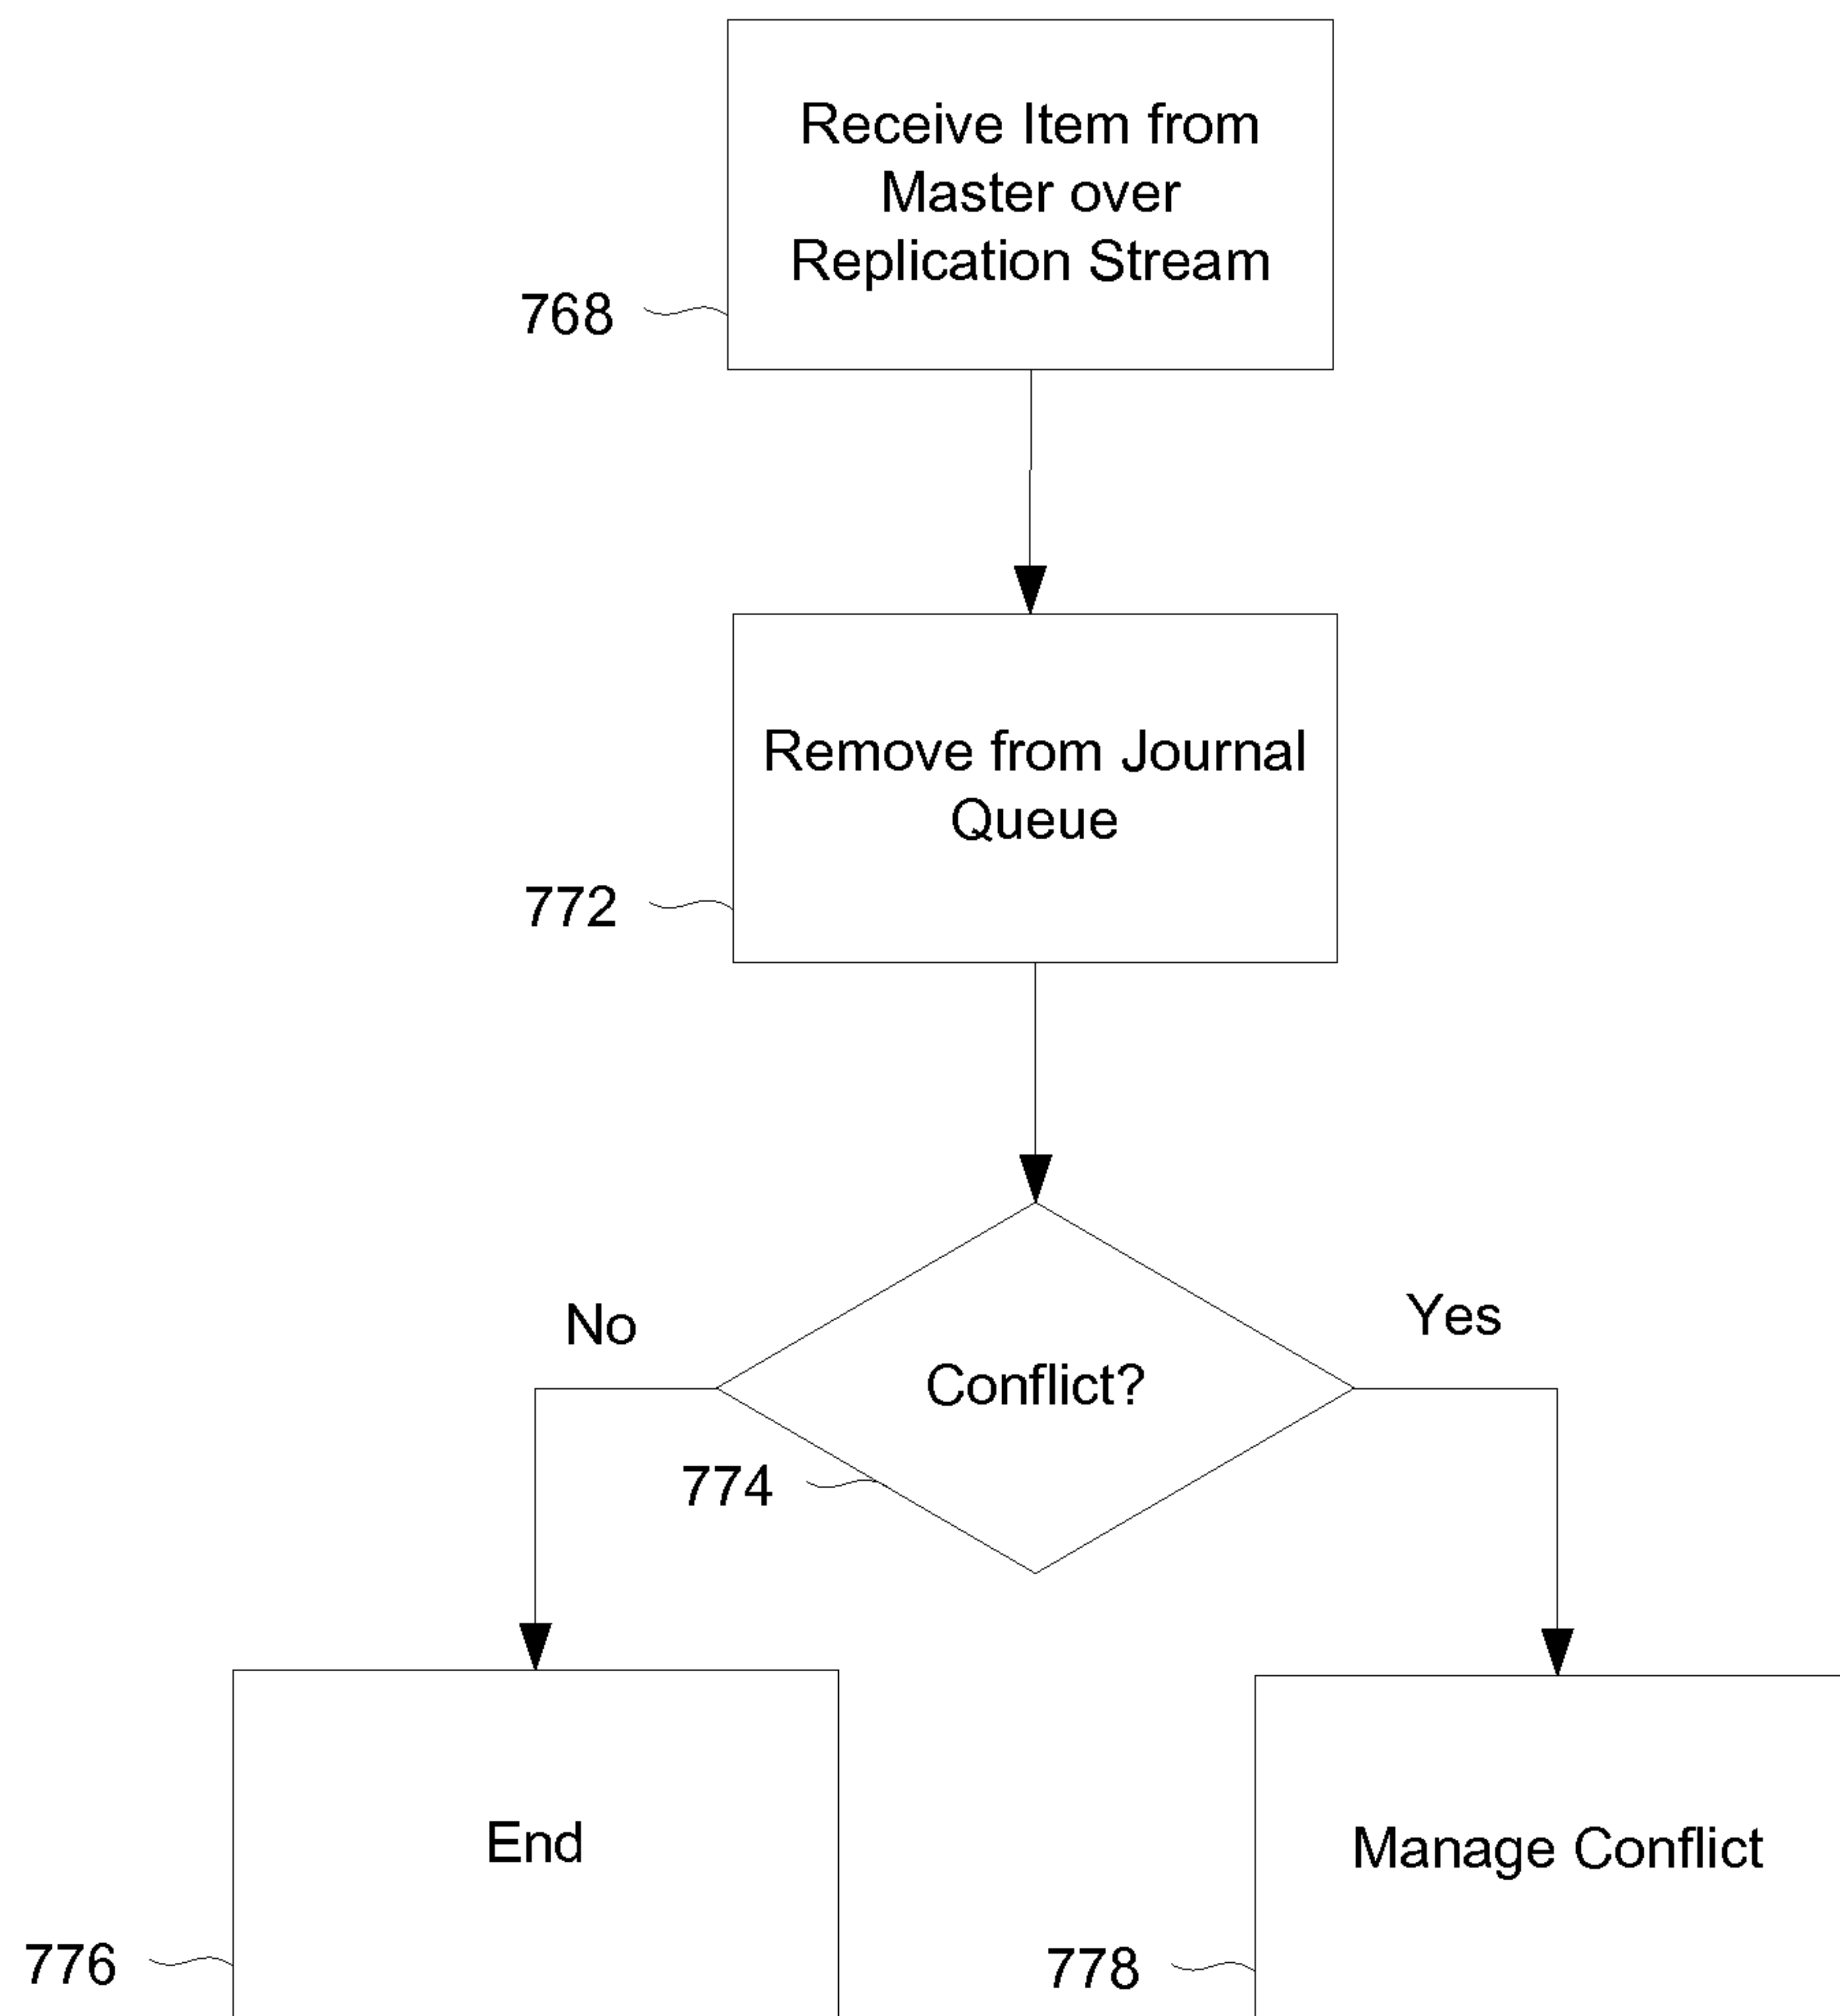 Receive Item from
Master over
Replication Stream
768
Remove from Journal
Queue
772
No
Yes
Conflict?
774
End
Manage Conflict
776
778